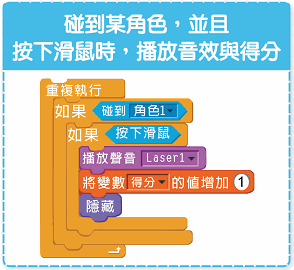 碰到某角色，並且
按下滑鼠時，播放音效與得分
重複執行
如果 碰到 角色1
如果 按下滑鼠
播放聲音 Laser1
將變數 得分 的值增加 1
隱藏